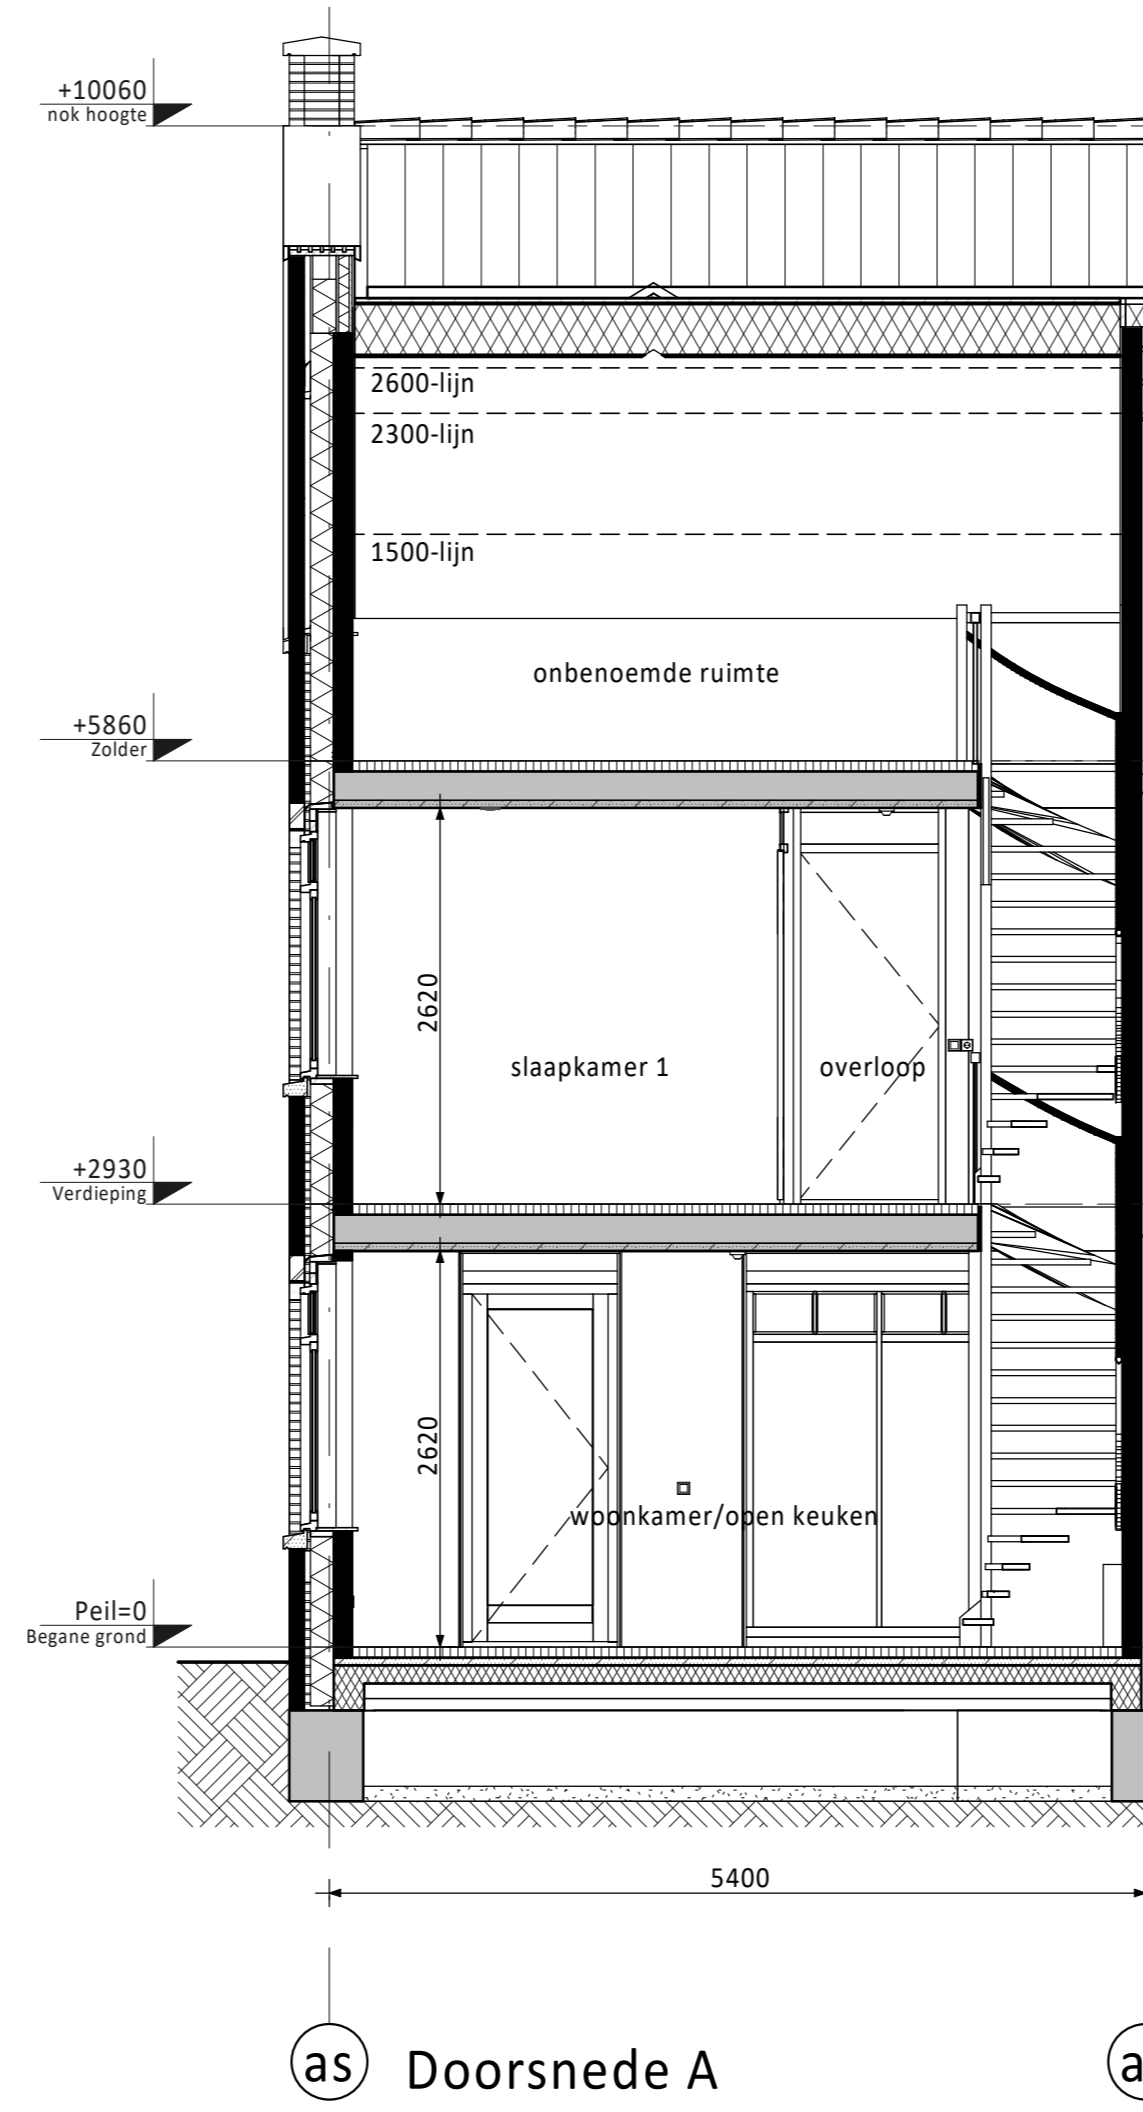 +10060
nok hoogte
2600-lijn
2300-lijn
1500-lijn
onbenoemde ruimte
+5860
Zolder
2620
slaapkamer 1
overloop
+2930
Verdieping
2620
woonkamer/open keuken
Peil=0
Begane grond
5400
as
Doorsnede A
a